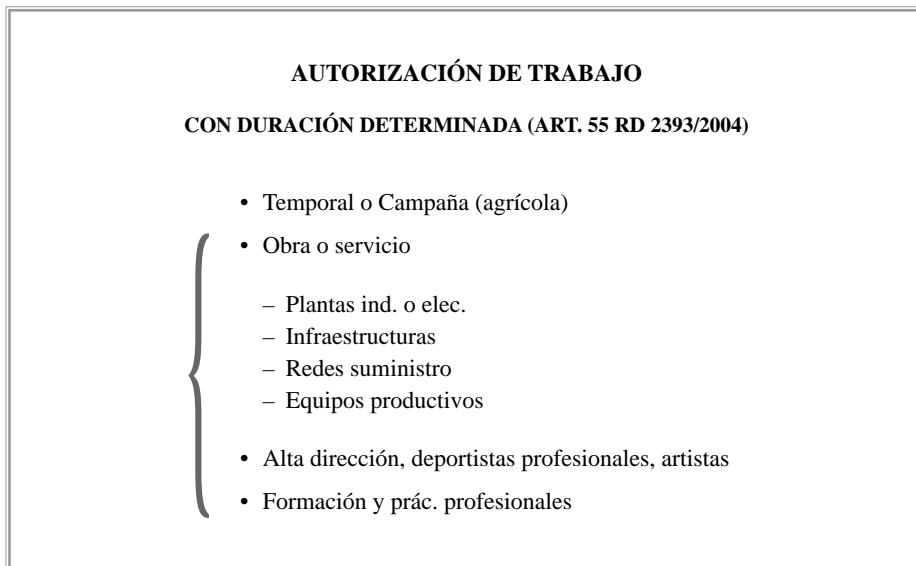 AUTORIZACIÓN DE TRABAJO
CON DURACIÓN DETERMINADA (ART. 55 RD 2393/2004)
• Temporal o Campaña (agrícola)
• Obra o servicio
– Plantas ind. o elec.
– Infraestructuras
– Redes suministro
– Equipos productivos
• Alta dirección, deportistas profesionales, artistas
• Formación y prác. profesionales